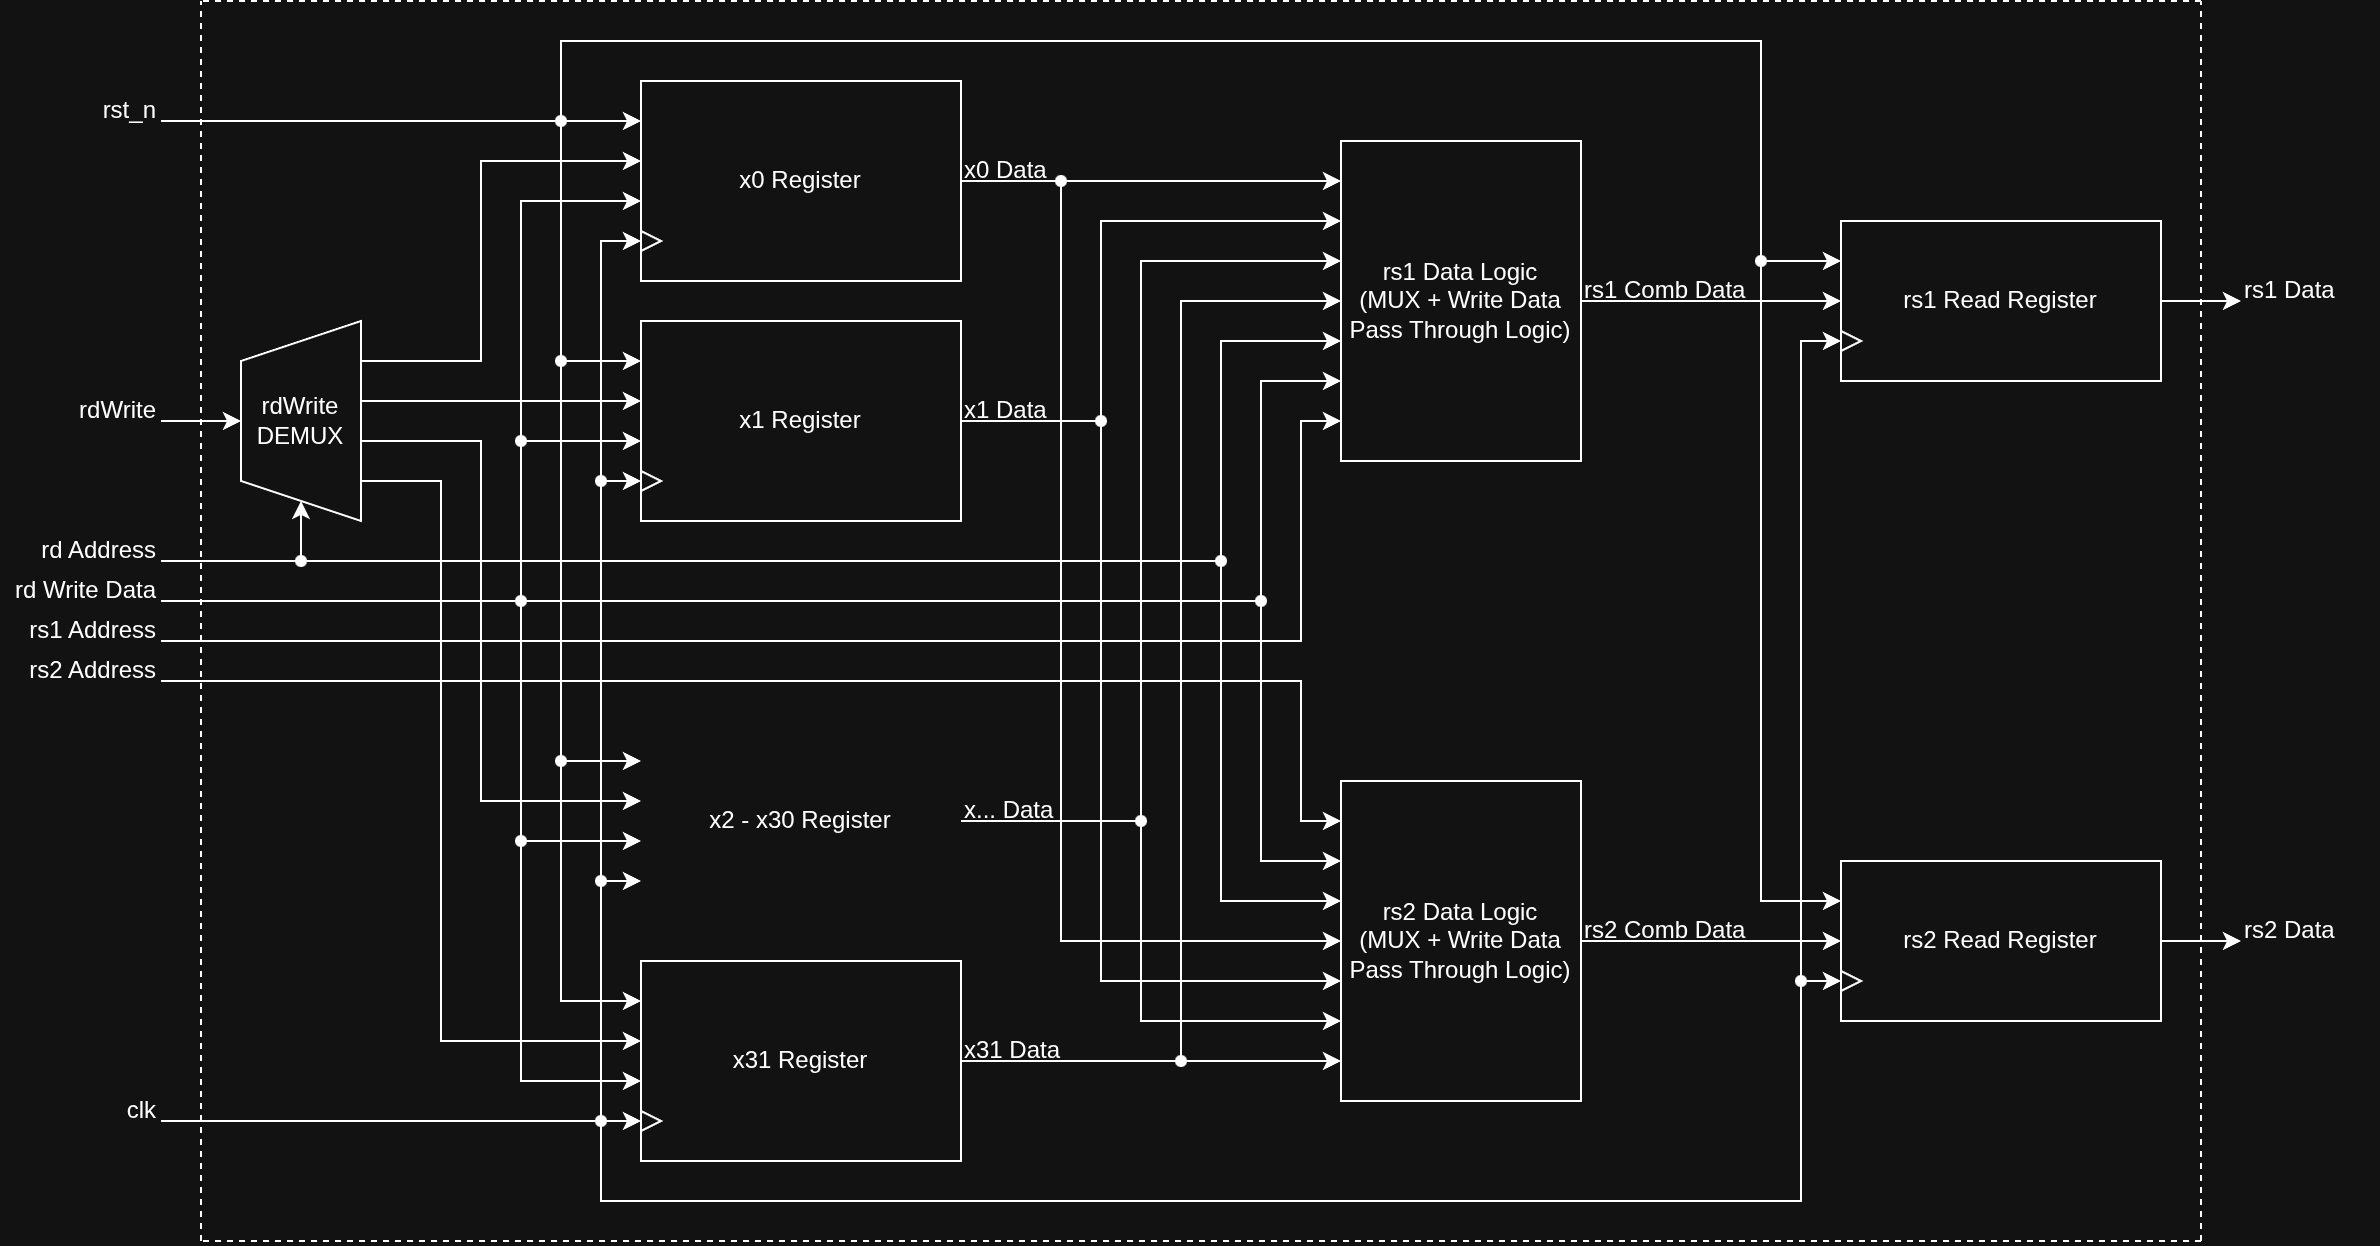 rst_n
x0 Register
x0 Data
rs1 Data Logic
(MUX + Write Data
Pass Through Logic)
rs1 Comb Data
rs1 Read Register
rs1 Data
rdWrite
rdWrite
DEMUX
x1 Register
x1 Data
rd Address
rd Write Data
rs1 Address
rs2 Address
x2 - x30 Register
x... Data
rs2 Data Logic
(MUX + Write Data
Pass Through Logic)
rs2 Comb Data
rs2 Read Register
rs2 Data
x31 Register
x31 Data
clk